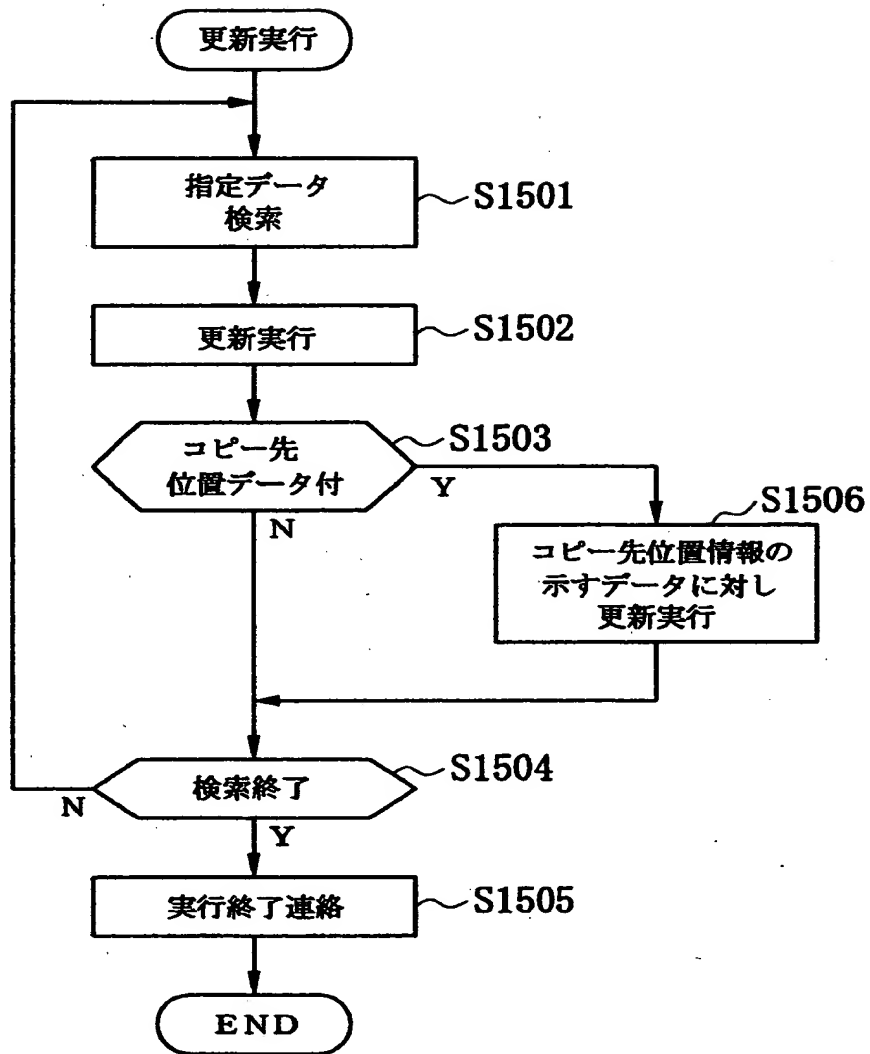 更新実行
指定データ
検索
S1501
更新実行
S1502
コピー先
位置データ付
S1503
Y
N
S1506
コピー先位置情報の
示すデータに対し
更新実行
検索終了
S1504
N
Y
実行終了連絡
S1505
END